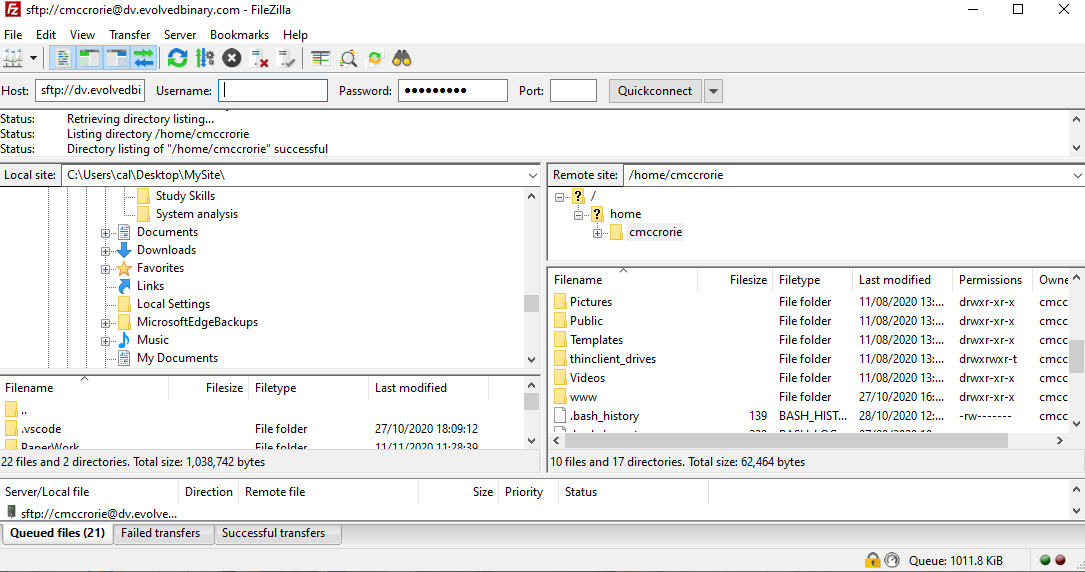 sftp://cmccrorie@dv.evolvedbinary.com - FileZilla
File Edit View Transfer Server Bookmarks Help
Host: sftp://dv.evolvedbi Username: Password: ●●●●●●●●● Port: Quickconnect
Status: Retrieving directory listing...
Status: Listing directory /home/cmccrorie
Status: Directory listing of "/home/cmccrorie" successful
Local site: C:\Users\cal\Desktop\MySite\
Study Skills
System analysis
Documents
Downloads
Favorites
Links
Local Settings
MicrosoftEdgeBackups
Music
My Documents
Filename Filesize Filetype Last modified
..
.vscode File folder 27/10/2020 18:09:12
PaperWork File folder 11/11/2020 11:28:39
22 files and 2 directories. Total size: 1,038,742 bytes
Remote site: /home/cmccrorie
/
home
cmccrorie
Filename Filesize Filetype Last modified Permissions Owne
Pictures File folder 11/08/2020 13:... drwxr-xr-x cmcc
Public File folder 11/08/2020 13:... drwxr-xr-x cmcc
Templates File folder 11/08/2020 13:... drwxr-xr-x cmcc
thinclient_drives File folder 11/08/2020 13:... drwxrwxr-t cmcc
Videos File folder 11/08/2020 13:... drwxr-xr-x cmcc
www File folder 27/10/2020 16:... drwxr-xr-x cmcc
.bash_history 139 BASH_HIST... 28/10/2020 12:... -rw------- cmcc
10 files and 17 directories. Total size: 62,464 bytes
Server/Local file Direction Remote file Size Priority Status
sftp://cmccrorie@dv.evolve...
Queued files (21) Failed transfers Successful transfers
Queue: 1011.8 KiB